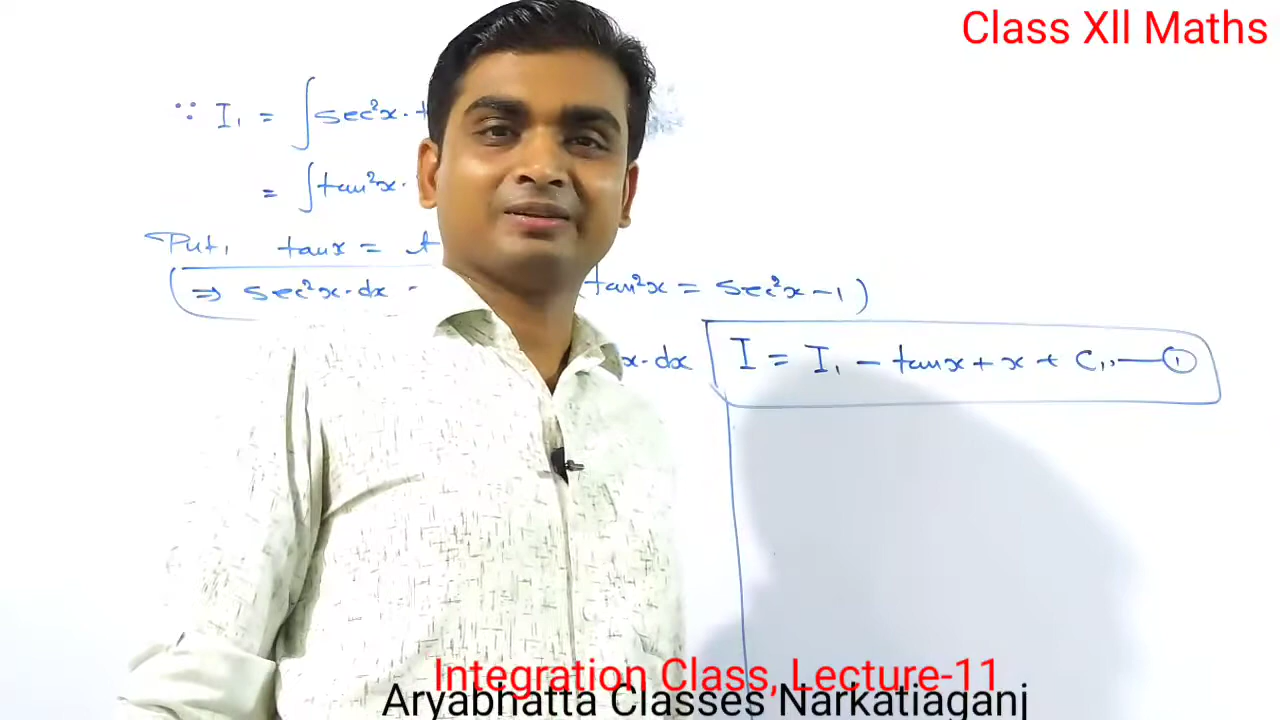 Class XII Maths
∵ I₁ = ∫sec²x·
= ∫tan²x·
Put, tanx = t
⇒ sec²x·dx
tan²x = sec²x-1)
x·dx
I = I₁ - tanx + x + C₁, — ①
Integration Class, Lecture-11
Aryabhatta Classes Narkatiaganj